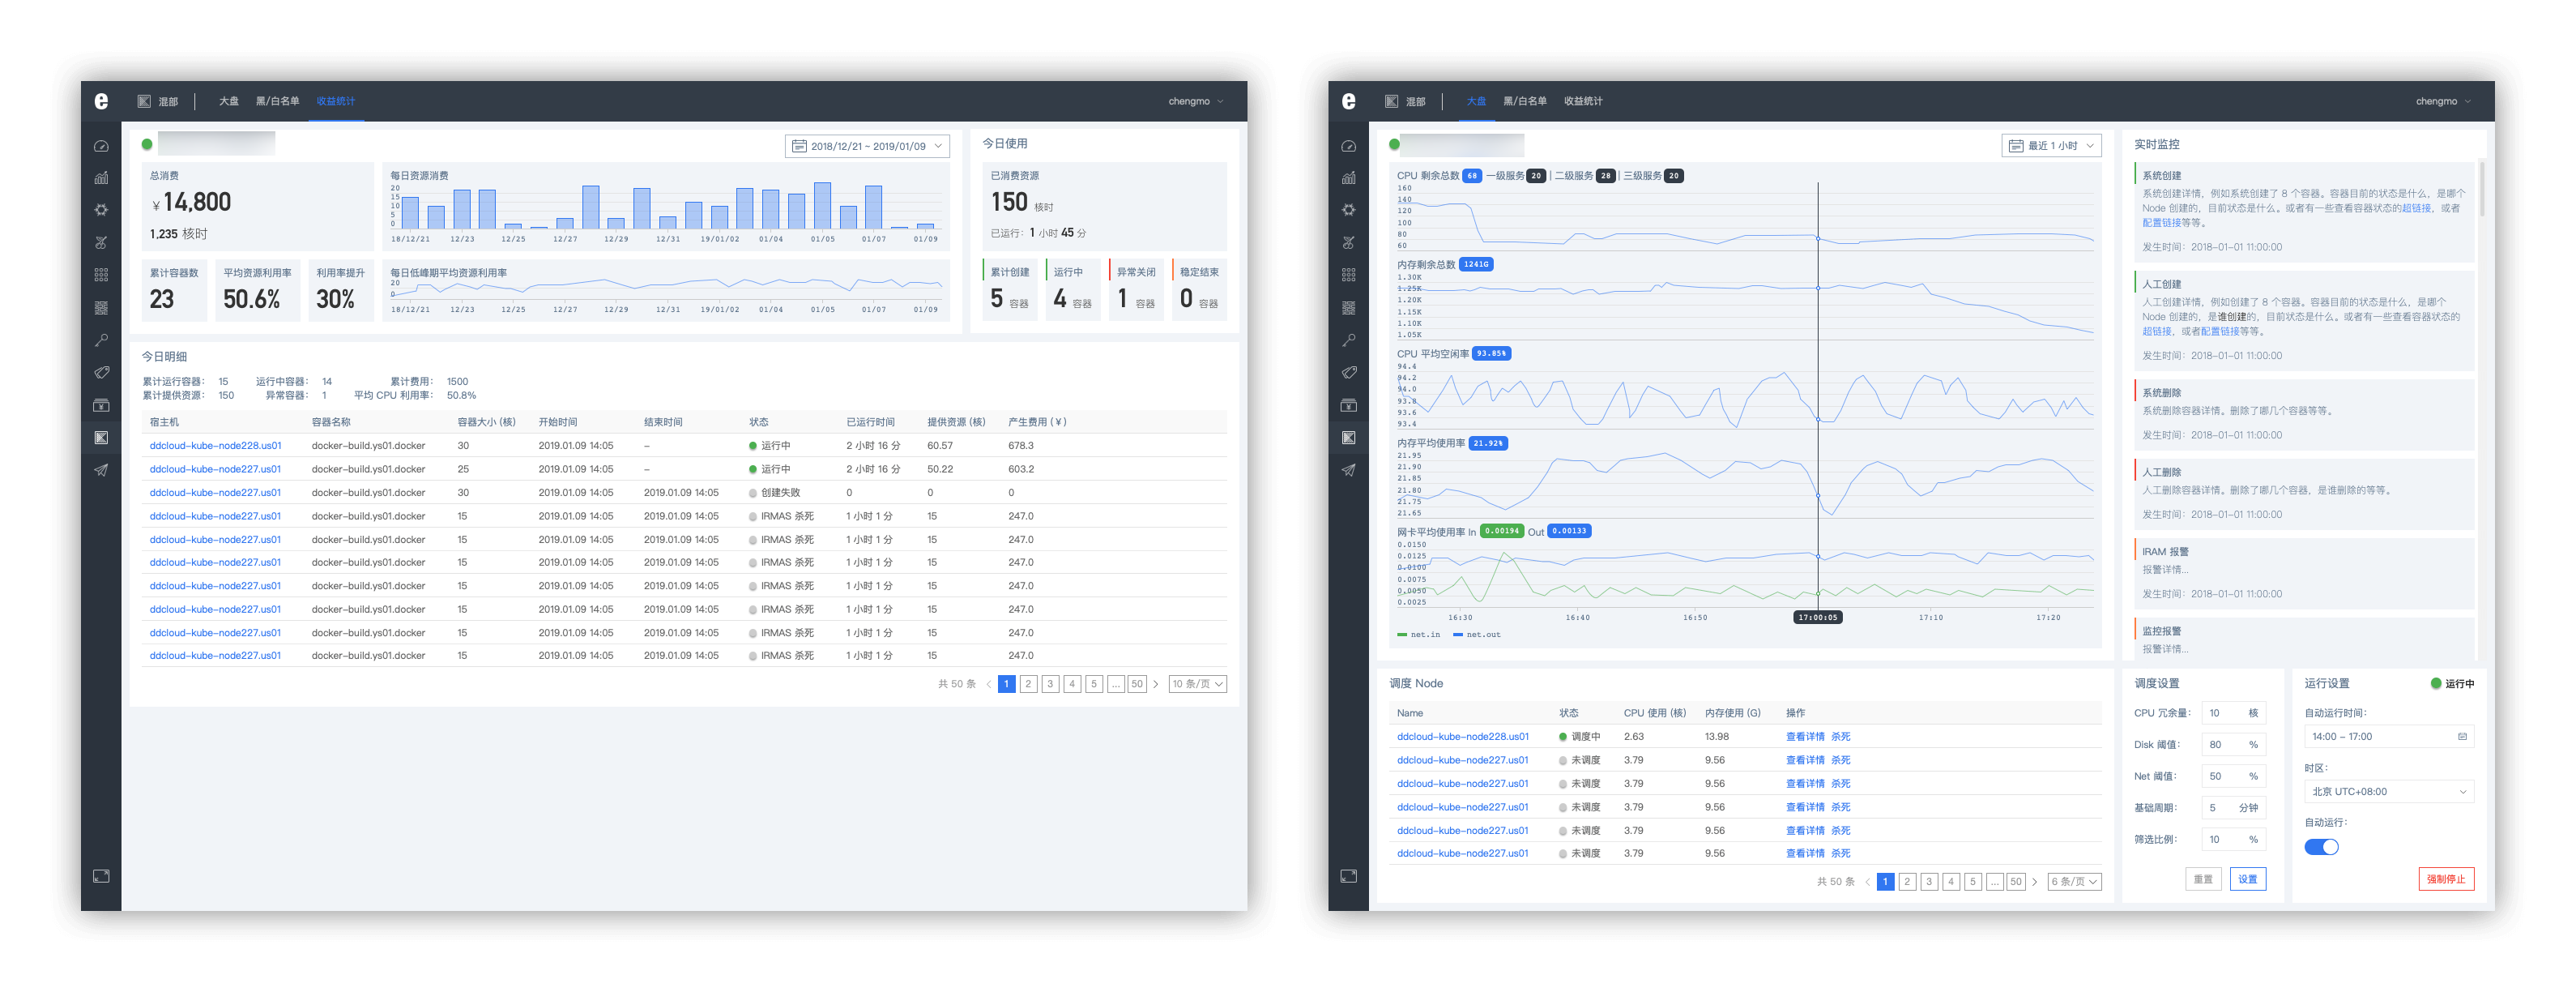 e 混部 大盘 黑/白名单 收益统计 chengmo
2018/12/21 ~ 2019/01/09
总消费
¥ 14,800
1,235 核时
每日资源消费
20
15
10
5
0
18/12/21 12/23 12/25 12/27 12/29 12/31 19/01/02 01/04 01/05 01/07 01/09
累计容器数
23
平均资源利用率
50.6%
利用率提升
30%
每日低峰期平均资源利用率
20
0
18/12/21 12/23 12/25 12/27 12/29 12/31 19/01/02 01/04 01/05 01/07 01/09
今日使用
已消费资源
150 核时
已运行: 1 小时 45 分
累计创建
5 容器
运行中
4 容器
异常关闭
1 容器
稳定结束
0 容器
今日明细
累计运行容器: 15 运行中容器: 14 累计费用: 1500
累计提供资源: 150 异常容器: 1 平均 CPU 利用率: 50.8%
宿主机 容器名称 容器大小 (核) 开始时间 结束时间 状态 已运行时间 提供资源 (核) 产生费用 (¥)
ddcloud-kube-node228.us01 docker-build.ys01.docker 30 2019.01.09 14:05 – 运行中 2 小时 16 分 60.57 678.3
ddcloud-kube-node227.us01 docker-build.ys01.docker 25 2019.01.09 14:05 – 运行中 2 小时 16 分 50.22 603.2
ddcloud-kube-node227.us01 docker-build.ys01.docker 30 2019.01.09 14:05 2019.01.09 14:05 创建失败 0 0 0
ddcloud-kube-node227.us01 docker-build.ys01.docker 15 2019.01.09 14:05 2019.01.09 14:05 IRMAS 杀死 1 小时 1 分 15 247.0
ddcloud-kube-node227.us01 docker-build.ys01.docker 15 2019.01.09 14:05 2019.01.09 14:05 IRMAS 杀死 1 小时 1 分 15 247.0
ddcloud-kube-node227.us01 docker-build.ys01.docker 15 2019.01.09 14:05 2019.01.09 14:05 IRMAS 杀死 1 小时 1 分 15 247.0
ddcloud-kube-node227.us01 docker-build.ys01.docker 15 2019.01.09 14:05 2019.01.09 14:05 IRMAS 杀死 1 小时 1 分 15 247.0
ddcloud-kube-node227.us01 docker-build.ys01.docker 15 2019.01.09 14:05 2019.01.09 14:05 IRMAS 杀死 1 小时 1 分 15 247.0
ddcloud-kube-node227.us01 docker-build.ys01.docker 15 2019.01.09 14:05 2019.01.09 14:05 IRMAS 杀死 1 小时 1 分 15 247.0
ddcloud-kube-node227.us01 docker-build.ys01.docker 15 2019.01.09 14:05 2019.01.09 14:05 IRMAS 杀死 1 小时 1 分 15 247.0
共 50 条 < 1 2 3 4 5 ... 50 > 10 条/页
e 混部 大盘 黑/白名单 收益统计 chengmo
最近 1 小时
CPU 剩余总数 68 一级服务 20 | 二级服务 28 | 三级服务 20
160
140
120
100
80
60
内存剩余总数 1241G
1.30K
1.25K
1.20K
1.15K
1.10K
1.05K
CPU 平均空闲率 93.85%
94.4
94.2
94.0
93.8
93.6
93.4
内存平均使用率 21.92%
21.95
21.90
21.85
21.80
21.75
21.65
网卡平均使用率 In 0.00194 Out 0.00133
0.0150
0.0125
0.0100
0.0075
0.0050
0.0025
16:30 16:40 16:50 17:00:05 17:10 17:20
net.in net.out
实时监控
系统创建
系统创建详情，例如系统创建了 8 个容器。容器目前的状态是什么，是哪个
Node 创建的，目前状态是什么。或者有一些查看容器状态的超链接，或者
配置链接等等。
发生时间: 2018-01-01 11:00:00
人工创建
人工创建详情，例如创建了 8 个容器。容器目前的状态是什么，是哪个
Node 创建的，是谁创建的，目前状态是什么。或者有一些查看容器状态的
超链接，或者配置链接等等。
发生时间: 2018-01-01 11:00:00
系统删除
系统删除容器详情。删除了哪几个容器等等。
发生时间: 2018-01-01 11:00:00
人工删除
人工删除容器详情。删除了哪几个容器，是谁删除的等等。
发生时间: 2018-01-01 11:00:00
IRAM 报警
报警详情...
发生时间: 2018-01-01 11:00:00
监控报警
报警详情...
调度 Node
Name 状态 CPU 使用 (核) 内存使用 (G) 操作
ddcloud-kube-node228.us01 调度中 2.63 13.98 查看详情 杀死
ddcloud-kube-node227.us01 未调度 3.79 9.56 查看详情 杀死
ddcloud-kube-node227.us01 未调度 3.79 9.56 查看详情 杀死
ddcloud-kube-node227.us01 未调度 3.79 9.56 查看详情 杀死
ddcloud-kube-node227.us01 未调度 3.79 9.56 查看详情 杀死
ddcloud-kube-node227.us01 未调度 3.79 9.56 查看详情 杀死
共 50 条 < 1 2 3 4 5 ... 50 > 6 条/页
调度设置
CPU 冗余量: 10 核
Disk 阈值: 80 %
Net 阈值: 50 %
基础周期: 5 分钟
筛选比例: 10 %
重置 设置
运行设置 运行中
自动运行时间:
14:00 ~ 17:00
时区:
北京 UTC+08:00
自动运行:
强制停止